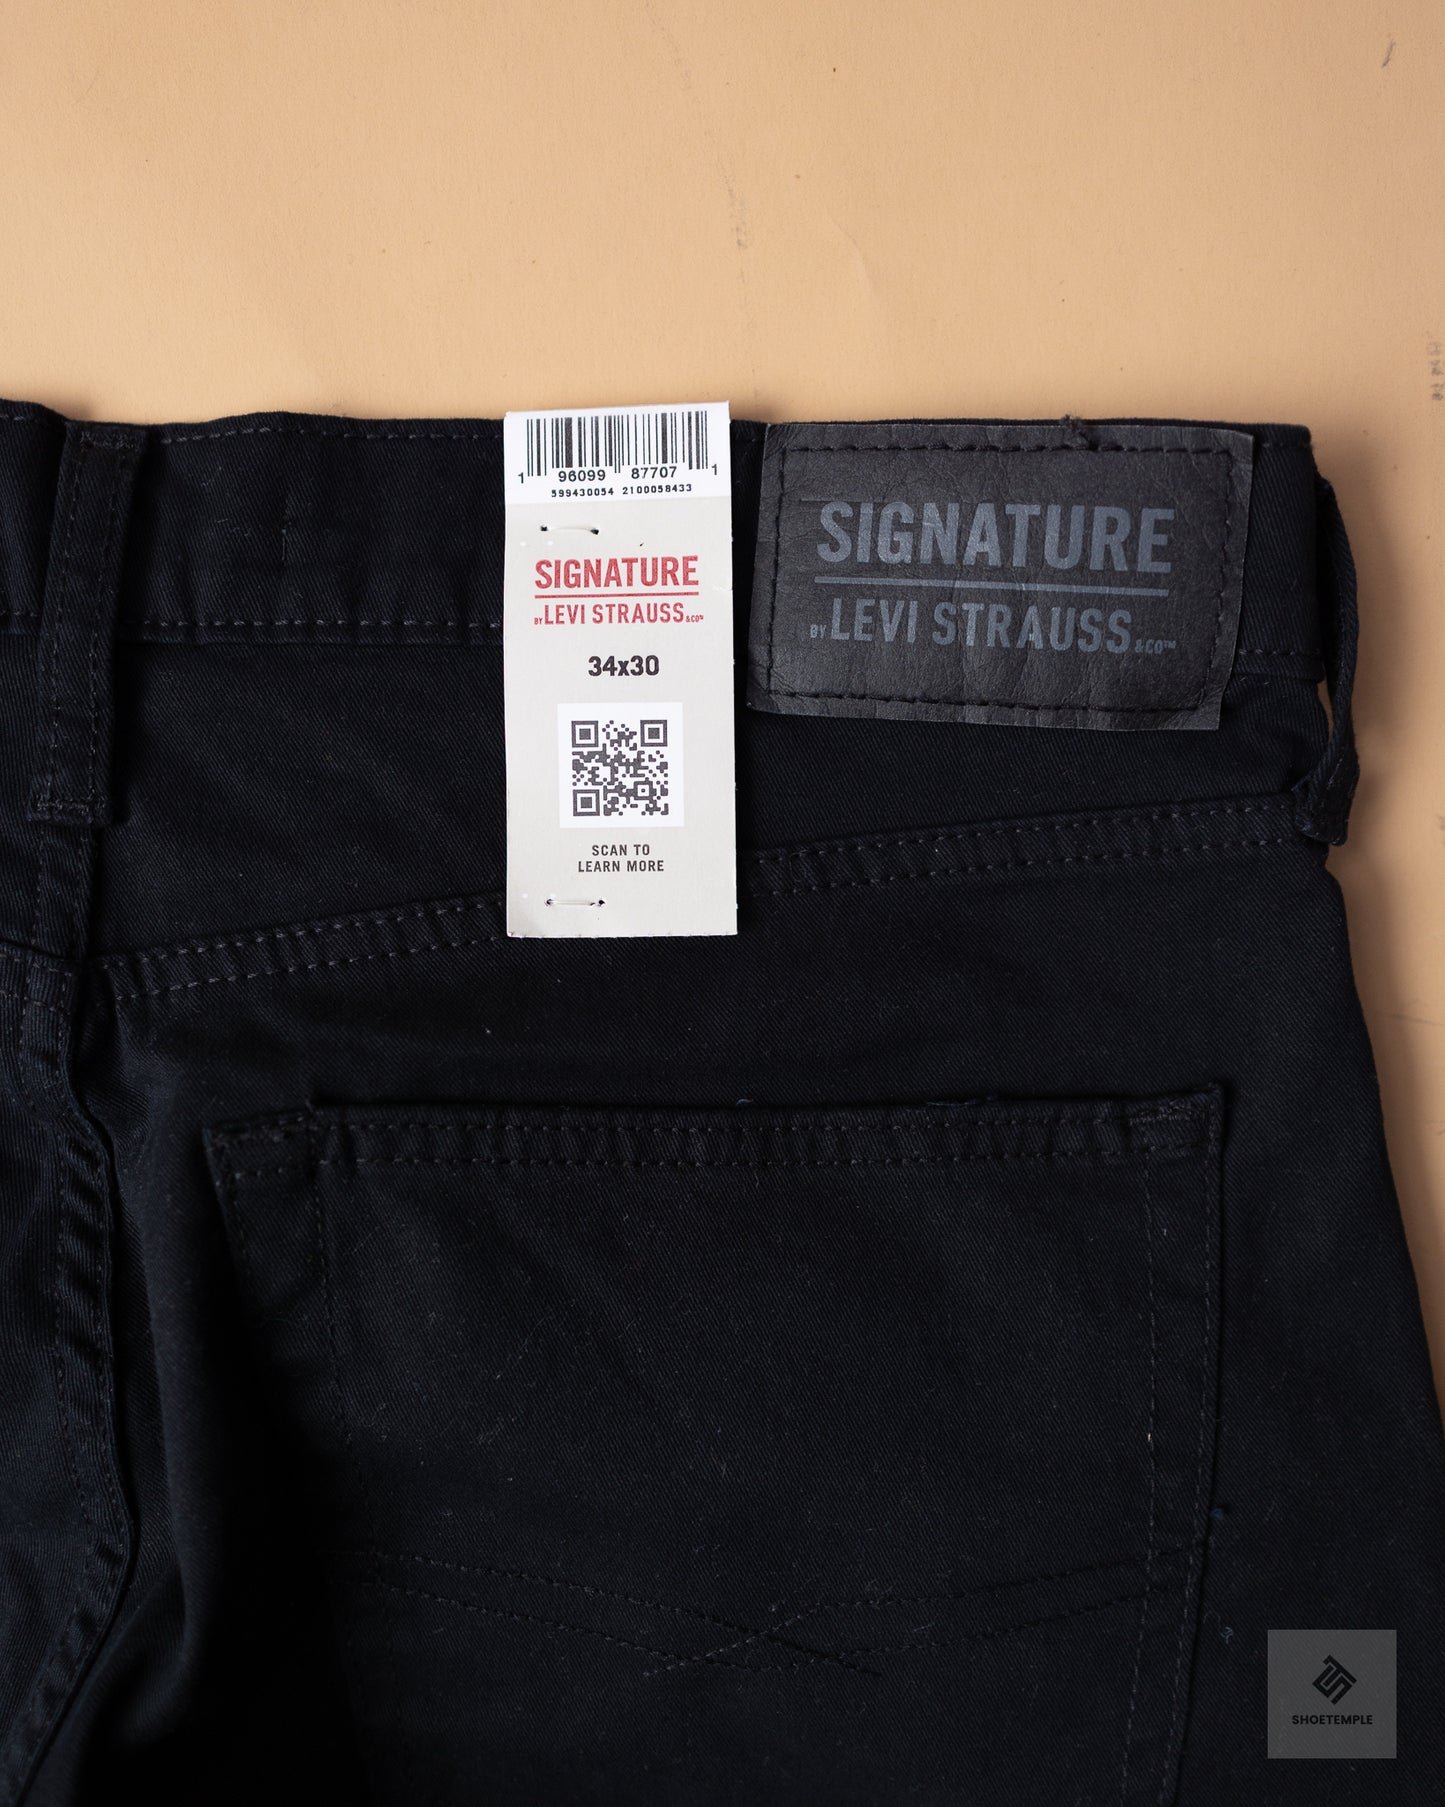 1 96099 87707 1
599430054 2100058433
SIGNATURE
BY LEVI STRAUSS &CO™
34x30
SCAN TO
LEARN MORE
SIGNATURE
BY LEVI STRAUSS &CO™
SHOETEMPLE